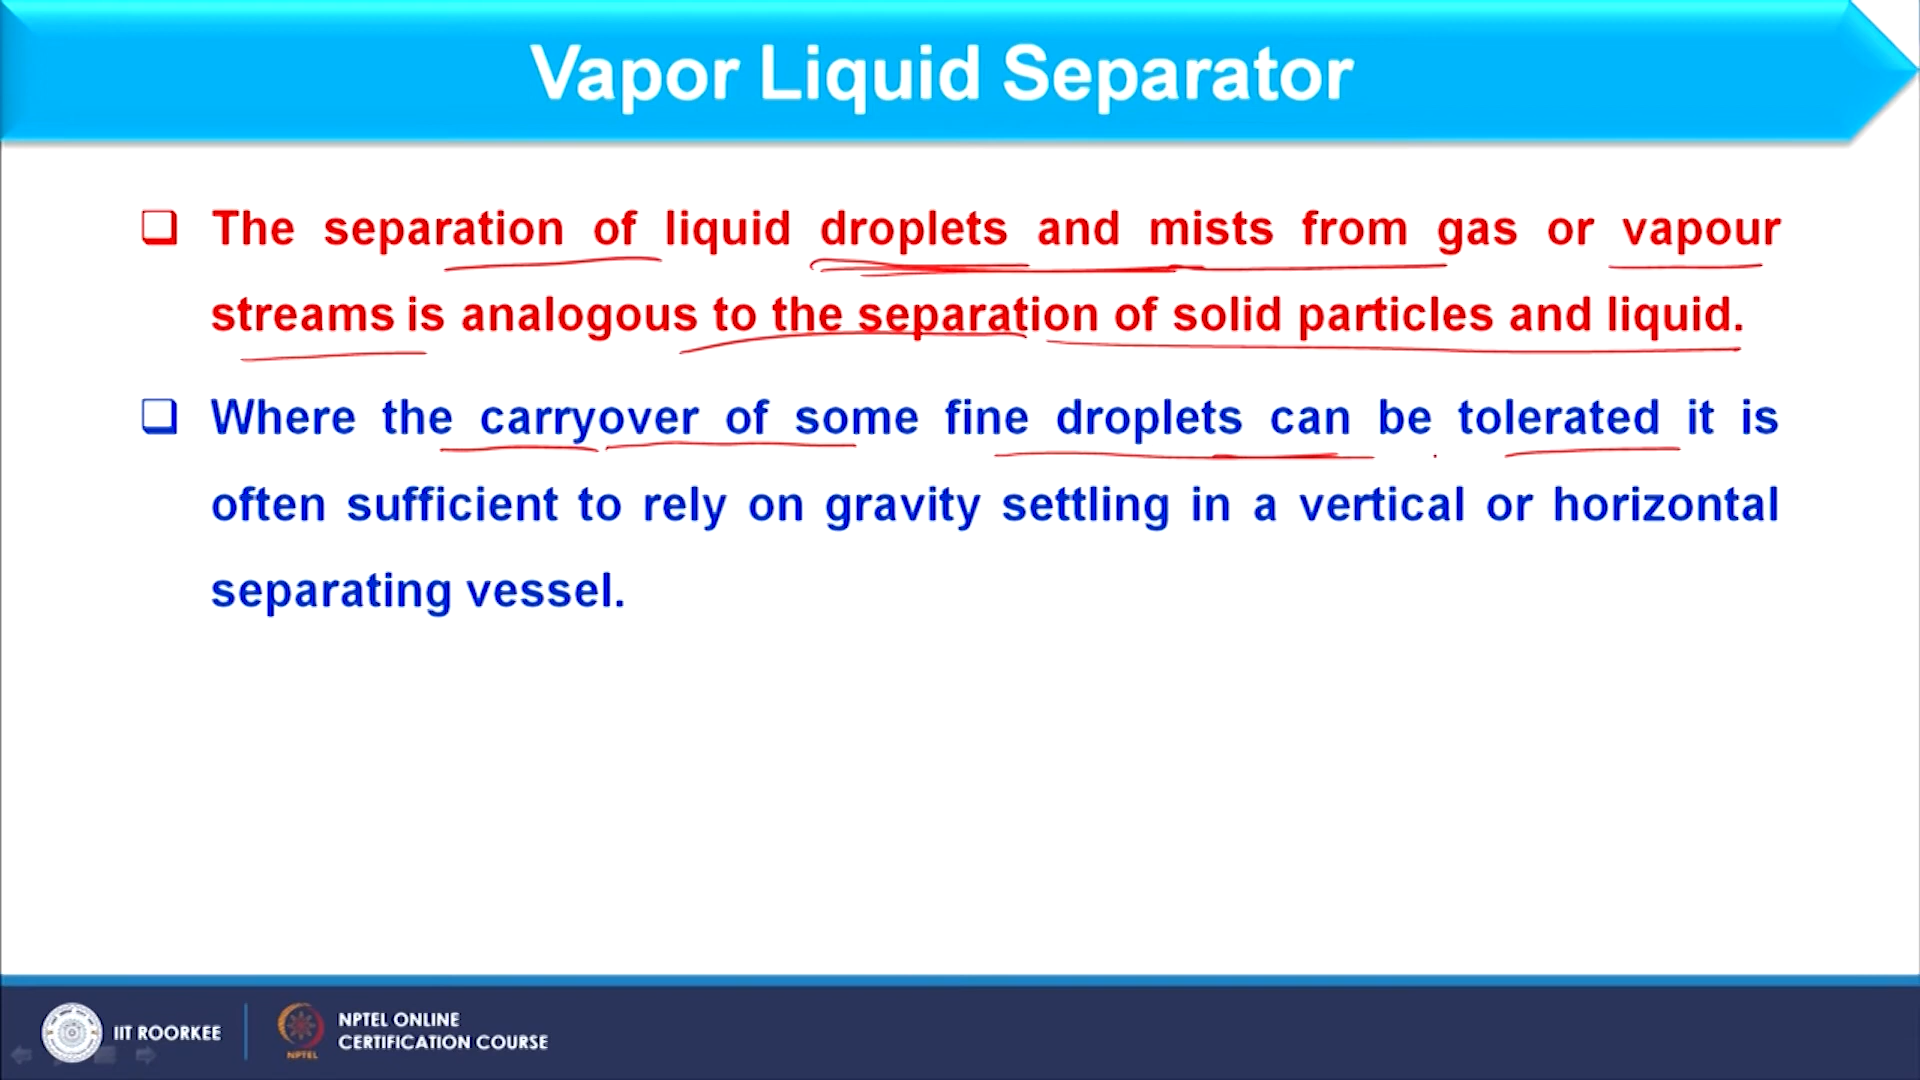 Vapor Liquid Separator
The separation of liquid droplets and mists from gas or vapour
streams is analogous to the separation of solid particles and liquid.
Where the carryover of some fine droplets can be tolerated it is
often sufficient to rely on gravity settling in a vertical or horizontal
separating vessel.
IIT ROORKEE
NPTEL
NPTEL ONLINE
CERTIFICATION COURSE